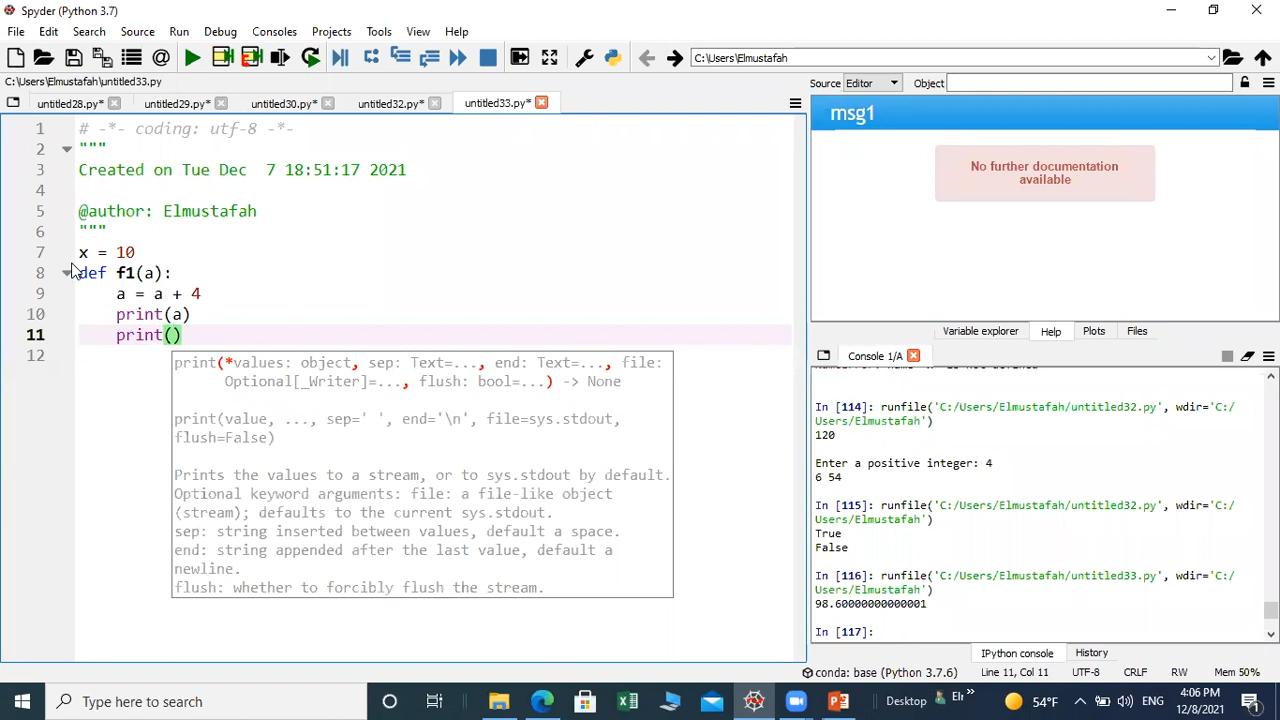 Spyder (Python 3.7)
File Edit Search Source Run Debug Consoles Projects Tools View Help
C:\Users\Elmustafah
C:\Users\Elmustafah\untitled33.py
Source Editor Object
untitled28.py* untitled29.py* untitled30.py* untitled32.py* untitled33.py*
1 # -*- coding: utf-8 -*-
2 """
3 Created on Tue Dec  7 18:51:17 2021
4
5 @author: Elmustafah
6 """
7 x = 10
8 def f1(a):
9     a = a + 4
10     print(a)
11     print()
12
print(*values: object, sep: Text=..., end: Text=..., file:
Optional[_Writer]=..., flush: bool=...) -> None
print(value, ..., sep=' ', end='\n', file=sys.stdout,
flush=False)
Prints the values to a stream, or to sys.stdout by default.
Optional keyword arguments: file: a file-like object
(stream); defaults to the current sys.stdout.
sep: string inserted between values, default a space.
end: string appended after the last value, default a
newline.
flush: whether to forcibly flush the stream.
msg1
No further documentation
available
Variable explorer Help Plots Files
Console 1/A
In [114]: runfile('C:/Users/Elmustafah/untitled32.py', wdir='C:/
Users/Elmustafah')
120
Enter a positive integer: 4
6 54
In [115]: runfile('C:/Users/Elmustafah/untitled32.py', wdir='C:/
Users/Elmustafah')
True
False
In [116]: runfile('C:/Users/Elmustafah/untitled33.py', wdir='C:/
Users/Elmustafah')
98.60000000000001
In [117]:
IPython console History
conda: base (Python 3.7.6) Line 11, Col 11 UTF-8 CRLF RW Mem 50%
Type here to search
Desktop
54°F
ENG
4:06 PM
12/8/2021